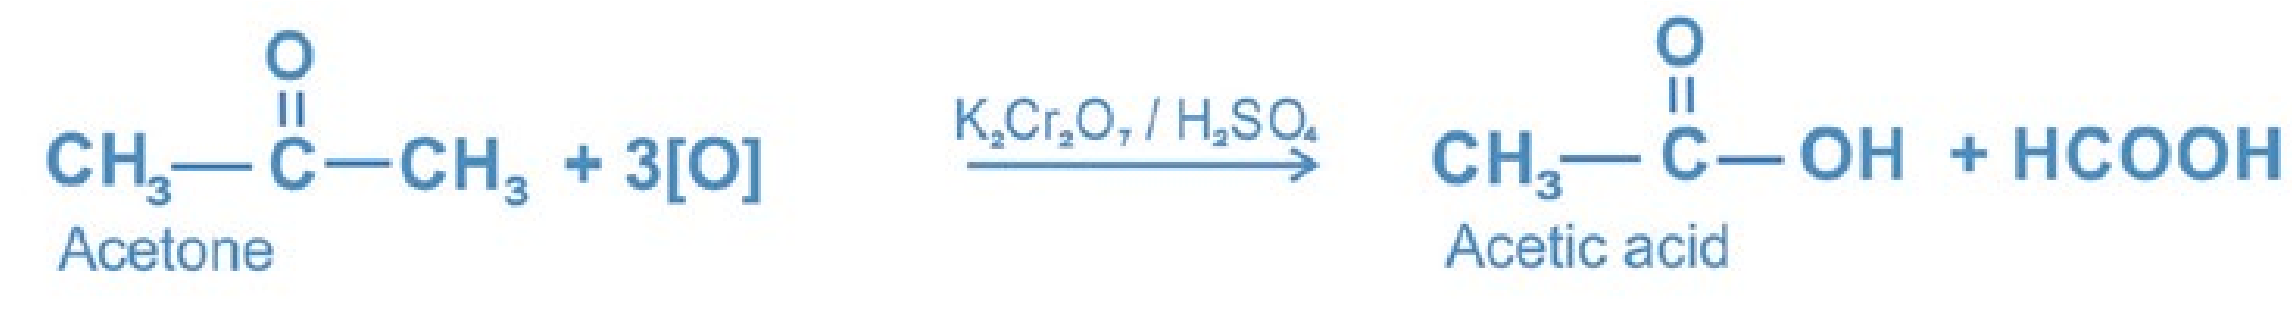 O O
|| ||
CH₃—C—CH₃ + 3[O] K₂Cr₂O₇ / H₂SO₄ CH₃—C—OH + HCOOH
Acetone Acetic acid